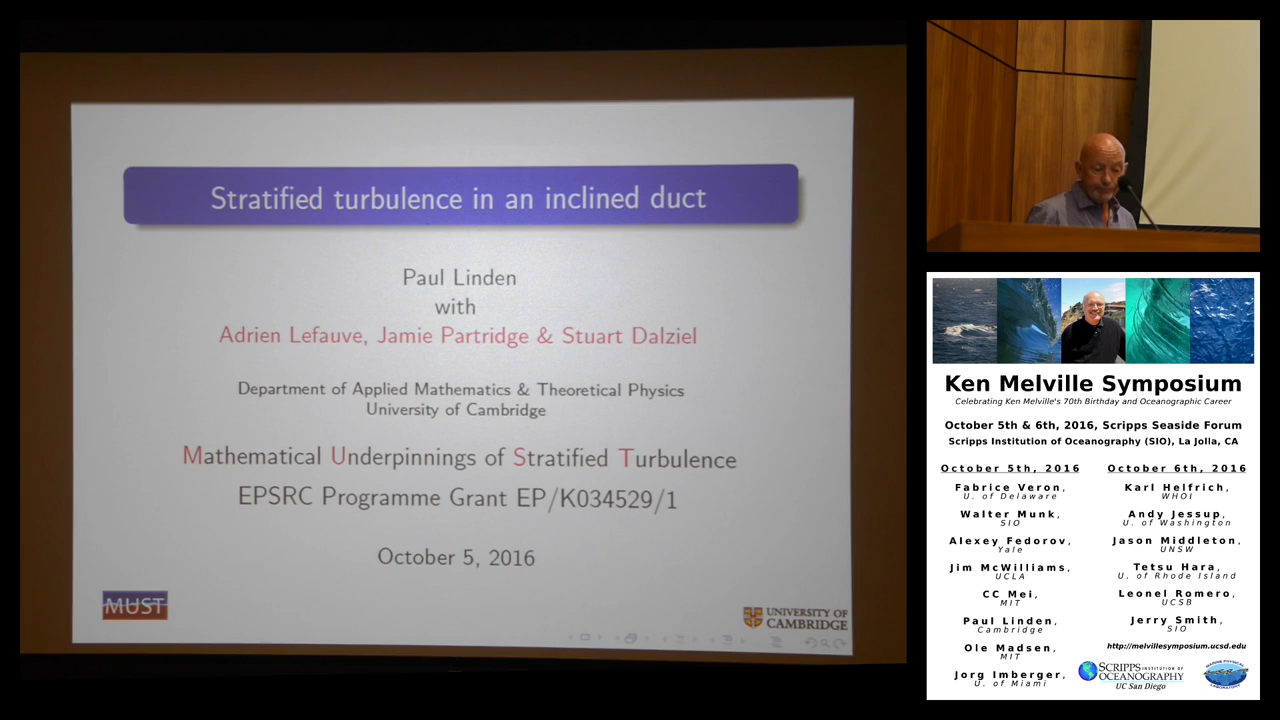 Stratified turbulence in an inclined duct
Paul Linden
with
Adrien Lefauve, Jamie Partridge & Stuart Dalziel
Department of Applied Mathematics & Theoretical Physics
University of Cambridge
Mathematical Underpinnings of Stratified Turbulence
EPSRC Programme Grant EP/K034529/1
October 5, 2016
MUST
UNIVERSITY OF
CAMBRIDGE
Ken Melville Symposium
Celebrating Ken Melville's 70th Birthday and Oceanographic Career
October 5th & 6th, 2016, Scripps Seaside Forum
Scripps Institution of Oceanography (SIO), La Jolla, CA
October 5th, 2016
Fabrice Veron,
U. of Delaware
Walter Munk,
SIO
Alexey Fedorov,
Yale
Jim McWilliams,
UCLA
CC Mei,
MIT
Paul Linden,
Cambridge
Ole Madsen,
MIT
Jorg Imberger,
U. of Miami
October 6th, 2016
Karl Helfrich,
WHOI
Andy Jessup,
U. of Washington
Jason Middleton,
UNSW
Tetsu Hara,
U. of Rhode Island
Leonel Romero,
UCSB
Jerry Smith,
SIO
http://melvillesymposium.ucsd.edu
SCRIPPS INSTITUTION OF
OCEANOGRAPHY
UC San Diego
MARINE PHYSICAL
LABORATORY